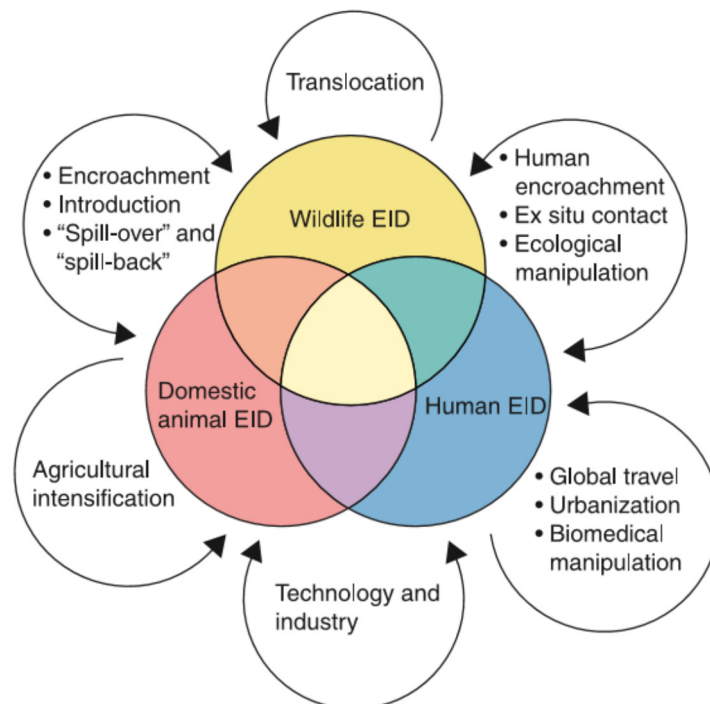 Translocation
• Encroachment
• Introduction
• “Spill-over” and
“spill-back”
• Human
encroachment
• Ex situ contact
• Ecological
manipulation
Wildlife EID
Domestic
animal EID
Human EID
Agricultural
intensification
• Global travel
• Urbanization
• Biomedical
manipulation
Technology and
industry